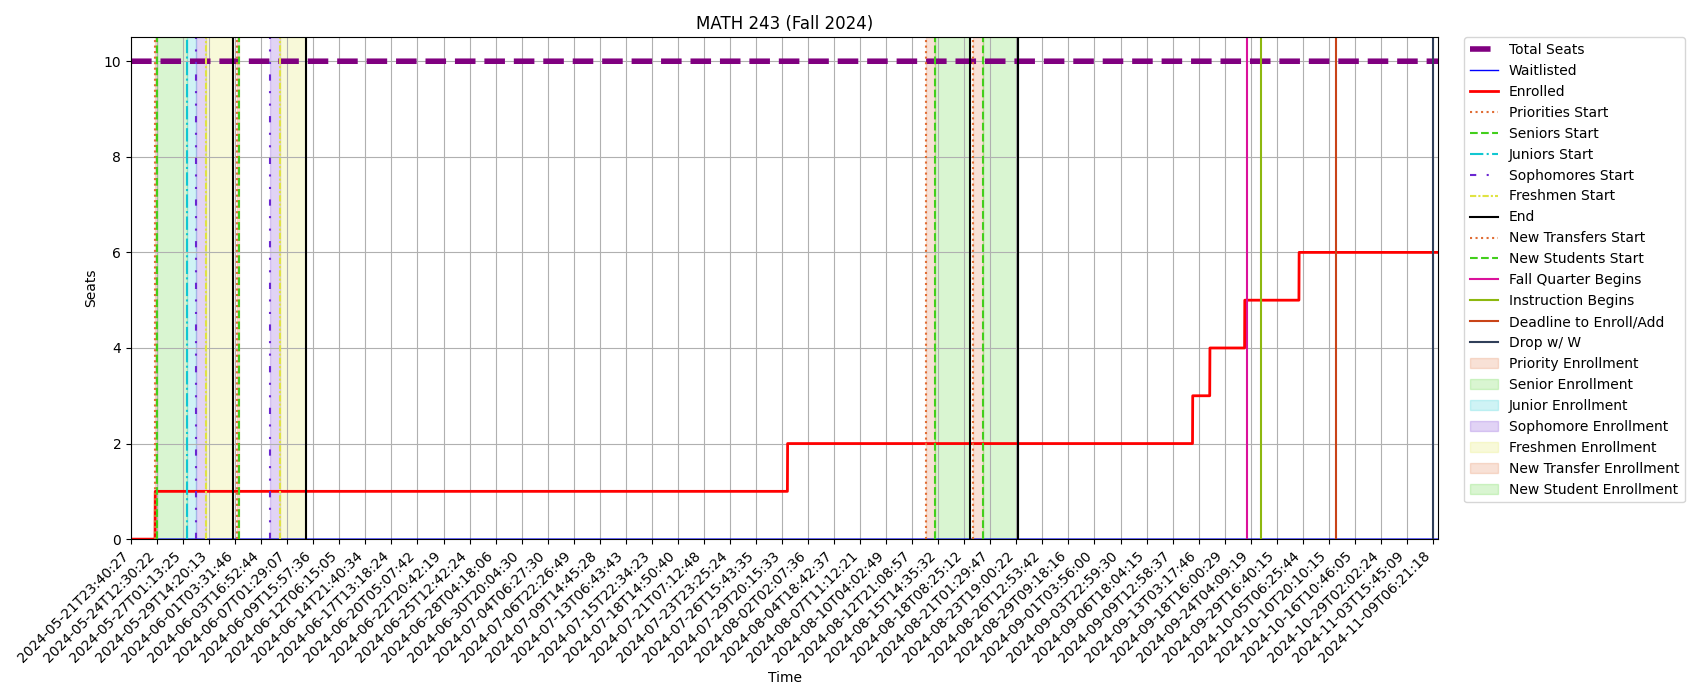 MATH 243 (Fall 2024)
Seats
10
8
6
4
2
0
2024-05-21T23:40:27
2024-05-24T12:30:22
2024-05-27T01:13:25
2024-05-29T14:20:13
2024-06-01T03:31:46
2024-06-03T16:52:44
2024-06-07T01:29:07
2024-06-09T15:57:36
2024-06-12T06:15:05
2024-06-14T21:40:34
2024-06-17T13:18:24
2024-06-20T05:07:42
2024-06-22T20:42:19
2024-06-25T12:42:24
2024-06-28T04:18:06
2024-06-30T20:04:30
2024-07-04T06:27:30
2024-07-06T22:26:49
2024-07-09T14:45:28
2024-07-13T06:43:43
2024-07-15T22:34:23
2024-07-18T14:50:40
2024-07-21T07:12:48
2024-07-23T23:25:24
2024-07-26T15:43:35
2024-07-29T20:15:33
2024-08-02T02:07:36
2024-08-04T18:42:37
2024-08-07T11:12:21
2024-08-10T04:02:49
2024-08-12T21:08:57
2024-08-15T14:35:32
2024-08-18T08:25:12
2024-08-21T01:29:47
2024-08-23T19:00:22
2024-08-26T12:53:42
2024-08-29T09:18:16
2024-09-01T03:56:00
2024-09-03T22:59:30
2024-09-06T18:04:15
2024-09-09T12:58:37
2024-09-13T03:17:46
2024-09-18T16:00:29
2024-09-24T04:09:19
2024-09-29T16:40:15
2024-10-05T06:25:44
2024-10-10T20:10:15
2024-10-16T10:46:05
2024-10-29T02:02:24
2024-11-03T15:45:09
2024-11-09T06:21:18
Time
Total Seats
Waitlisted
Enrolled
Priorities Start
Seniors Start
Juniors Start
Sophomores Start
Freshmen Start
End
New Transfers Start
New Students Start
Fall Quarter Begins
Instruction Begins
Deadline to Enroll/Add
Drop w/ W
Priority Enrollment
Senior Enrollment
Junior Enrollment
Sophomore Enrollment
Freshmen Enrollment
New Transfer Enrollment
New Student Enrollment